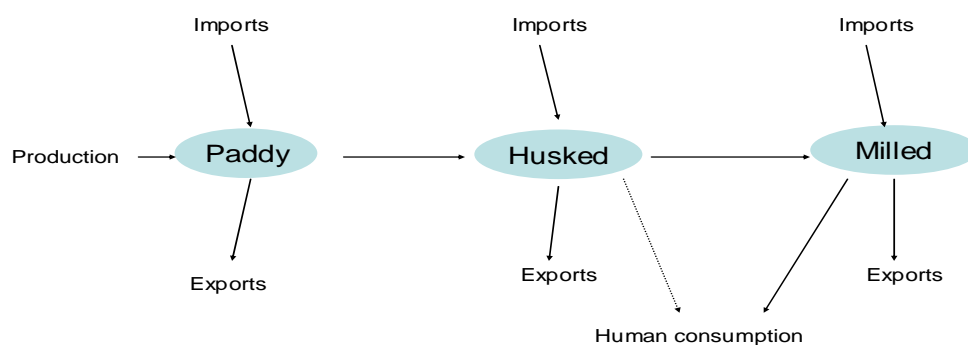 Imports
Imports
Imports
Production
Paddy
Husked
Milled
Exports
Exports
Exports
Human consumption